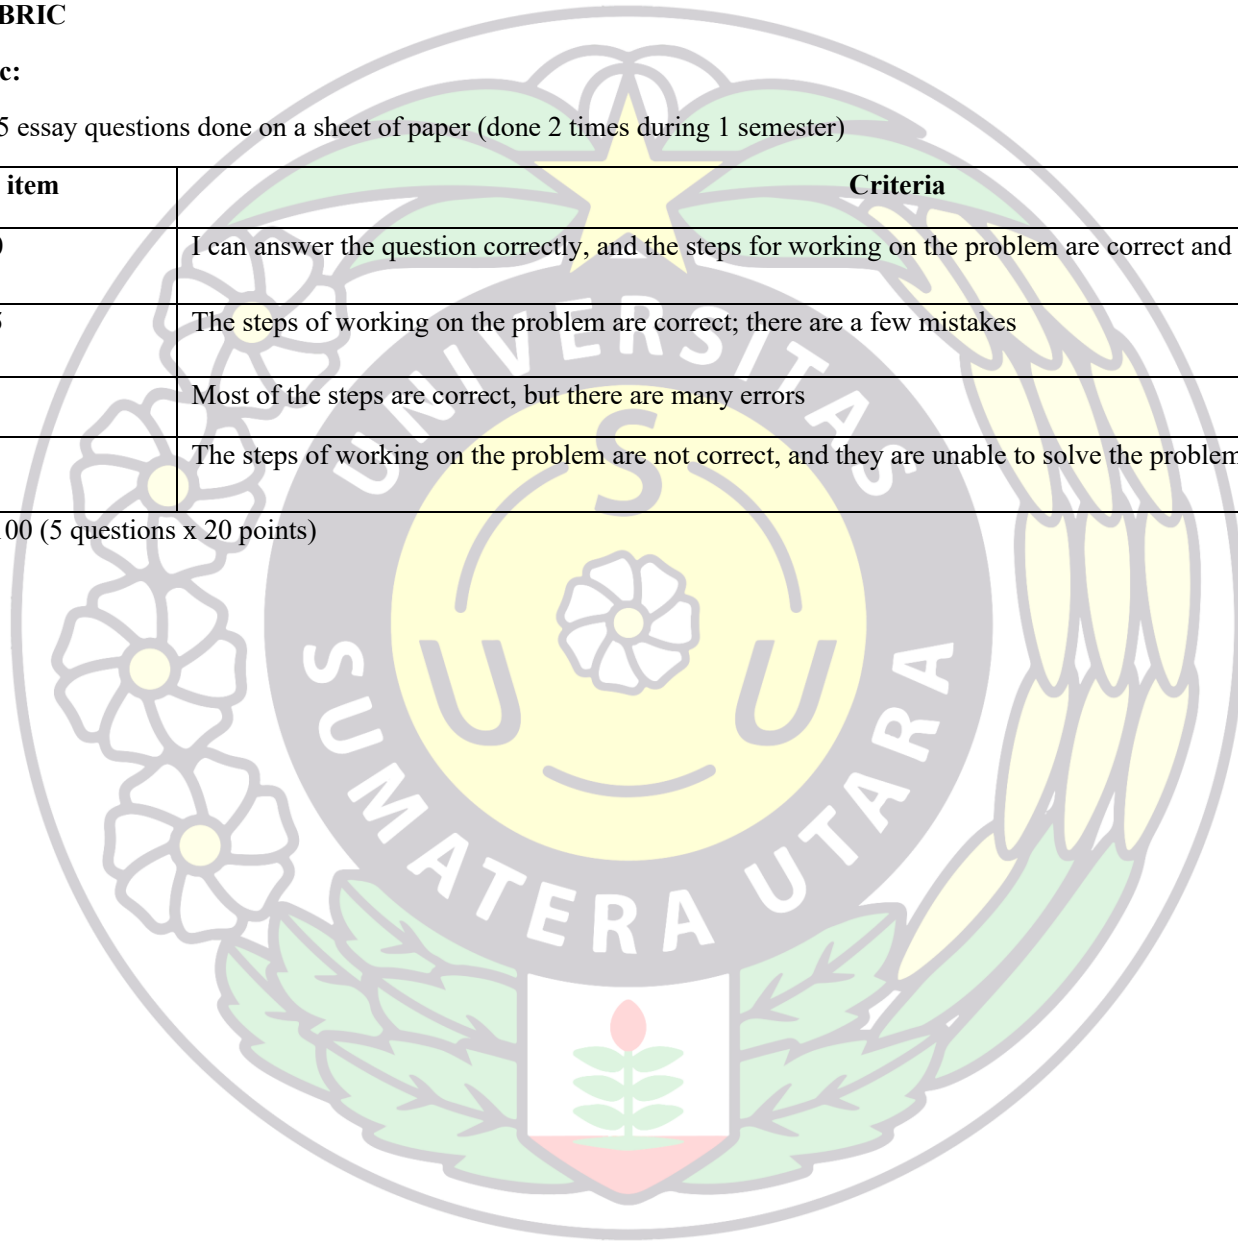 BRIC
c:
5 essay questions done on a sheet of paper (done 2 times during 1 semester)
item Criteria
0 I can answer the question correctly, and the steps for working on the problem are correct and
5 The steps of working on the problem are correct; there are a few mistakes
Most of the steps are correct, but there are many errors
The steps of working on the problem are not correct, and they are unable to solve the problem
100 (5 questions x 20 points)
UNIVERSITAS
S
U U
SUMATERA UTARA